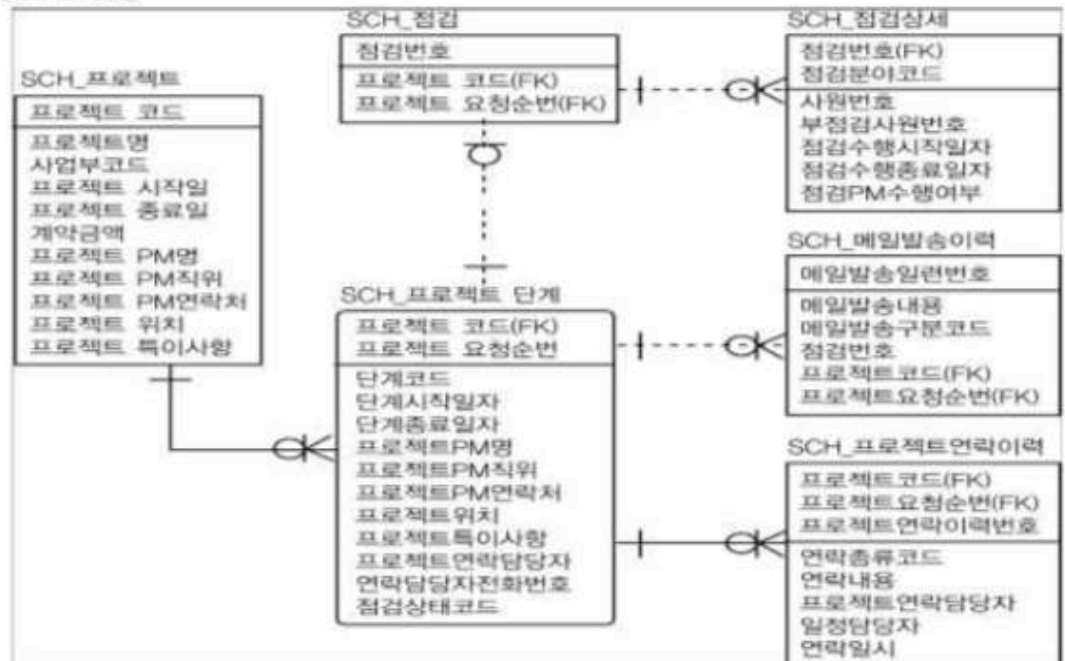 SCH_프로젝트
프로젝트 코드
프로젝트명
사업부코드
프로젝트 시작일
프로젝트 종료일
계약금액
프로젝트 PM명
프로젝트 PM직위
프로젝트 PM연락처
프로젝트 위치
프로젝트 특이사항
SCH_점검
점검번호
프로젝트 코드(FK)
프로젝트 요청순번(FK)
SCH_프로젝트 단계
프로젝트 코드(FK)
프로젝트 요청순번
단계코드
단계시작일자
단계종료일자
프로젝트PM명
프로젝트PM직위
프로젝트PM연락처
프로젝트위치
프로젝트특이사항
프로젝트연락담당자
연락담당자전화번호
점검상태코드
SCH_점검상세
점검번호(FK)
점검분야코드
사원번호
부점검사원번호
점검수행시작일자
점검수행종료일자
점검PM수행여부
SCH_메일발송이력
메일발송일련번호
메일발송내용
메일발송구분코드
점검번호
프로젝트코드(FK)
프로젝트요청순번(FK)
SCH_프로젝트연락이력
프로젝트코드(FK)
프로젝트요청순번(FK)
프로젝트연락이력번호
연락종류코드
연락내용
프로젝트연락담당자
일정담당자
연락일시